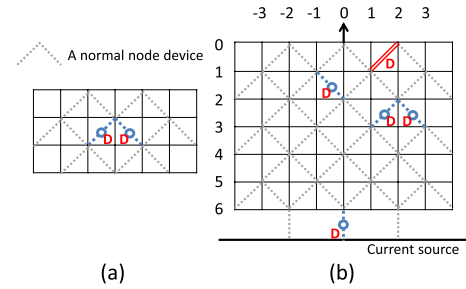 A normal node device
D D
(a)
-3 -2 -1 0 1 2 3
0
1
2
3
4
5
6
D
D
D D
D
Current source
(b)